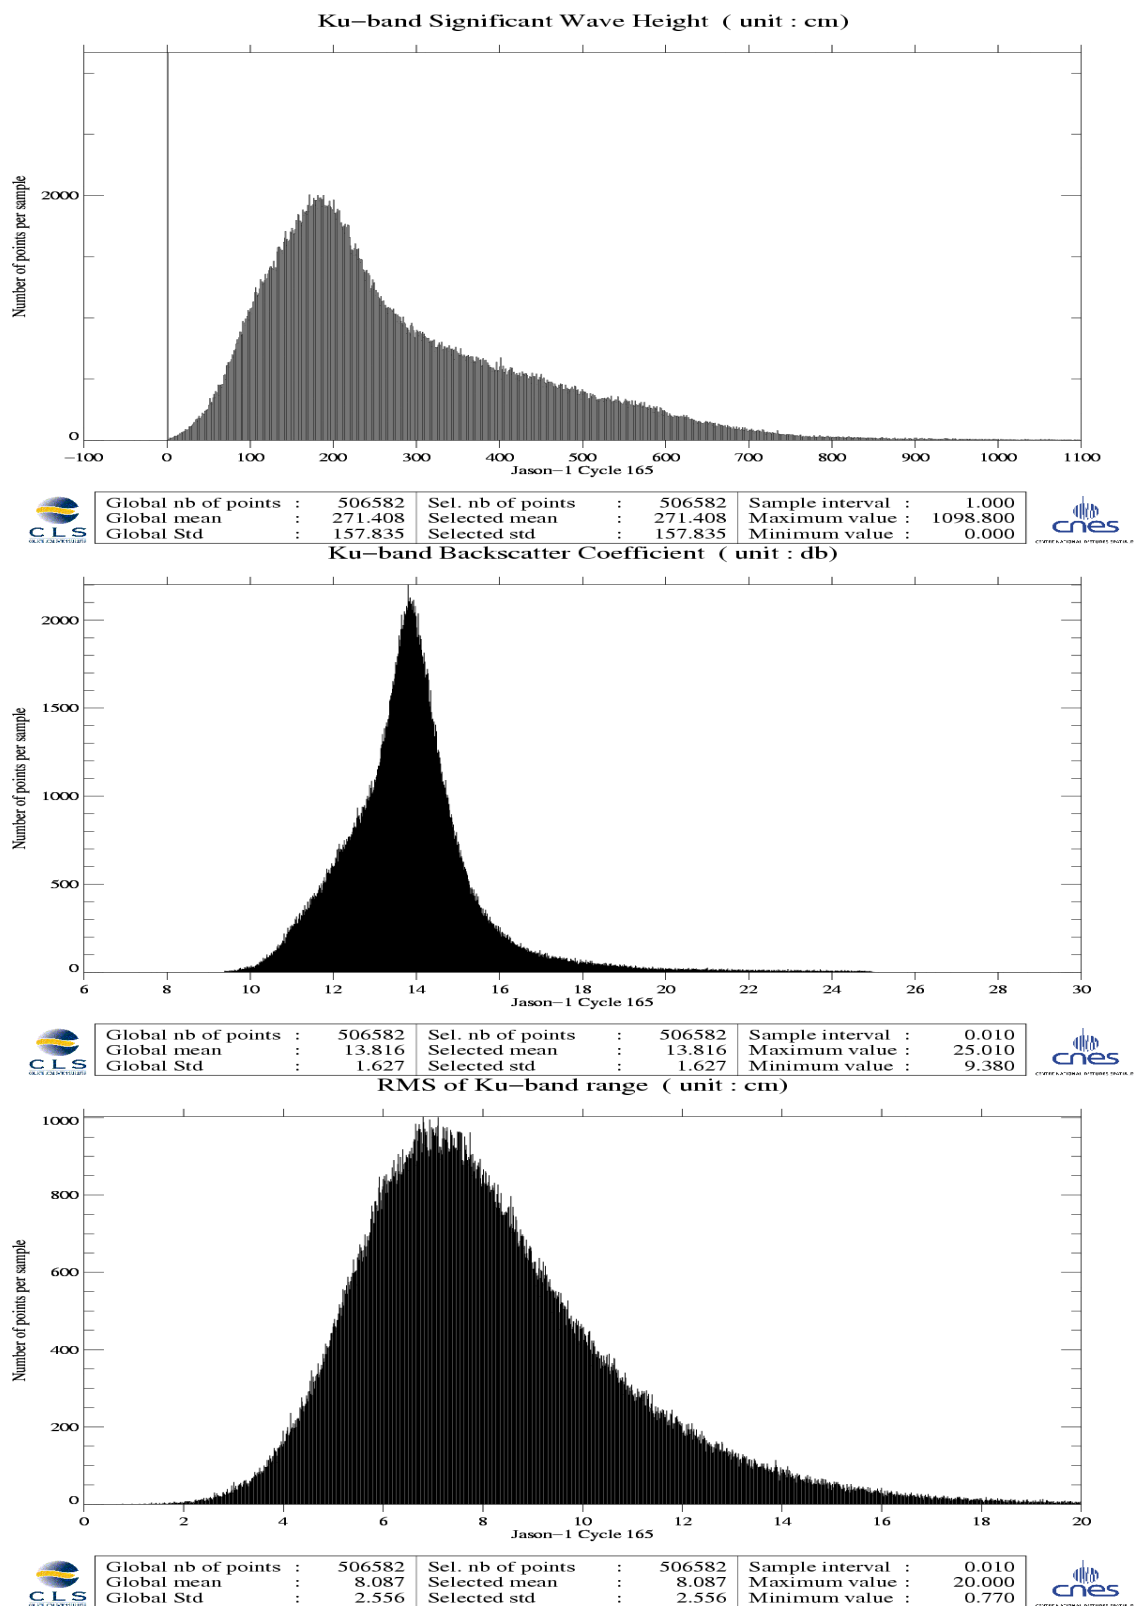 Ku-band Significant Wave Height ( unit : cm)
Number of points per sample
2000
0
-100 0 100 200 300 400 500 600 700 800 900 1000 1100
Jason-1 Cycle 165
CLS
Global nb of points : 506582 Sel. nb of points : 506582 Sample interval : 1.000
Global mean : 271.408 Selected mean : 271.408 Maximum value : 1098.800
Global Std : 157.835 Selected std : 157.835 Minimum value : 0.000
cnes
Ku-band Backscatter Coefficient ( unit : db)
Number of points per sample
2000
1500
1000
500
0
6 8 10 12 14 16 18 20 22 24 26 28 30
Jason-1 Cycle 165
CLS
Global nb of points : 506582 Sel. nb of points : 506582 Sample interval : 0.010
Global mean : 13.816 Selected mean : 13.816 Maximum value : 25.010
Global Std : 1.627 Selected std : 1.627 Minimum value : 9.380
cnes
RMS of Ku-band range ( unit : cm)
Number of points per sample
1000
800
600
400
200
0
0 2 4 6 8 10 12 14 16 18 20
Jason-1 Cycle 165
CLS
Global nb of points : 506582 Sel. nb of points : 506582 Sample interval : 0.010
Global mean : 8.087 Selected mean : 8.087 Maximum value : 20.000
Global Std : 2.556 Selected std : 2.556 Minimum value : 0.770
cnes